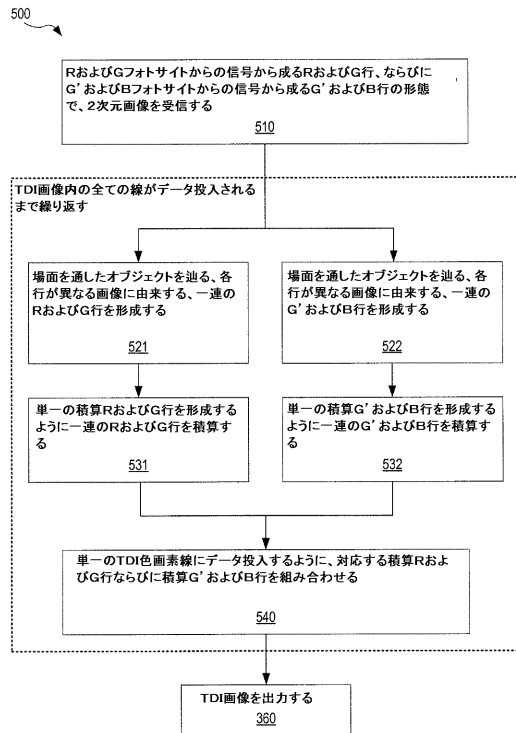 500
RおよびGフォトサイトからの信号から成るRおよびG行、ならびに
G'およびBフォトサイトからの信号から成るG'およびB行の形態
で、2次元画像を受信する
510
TDI画像内の全ての線がデータ投入される
まで繰り返す
場面を通したオブジェクトを辿る、各
行が異なる画像に由来する、一連の
RおよびG行を形成する
521
場面を通したオブジェクトを辿る、各
行が異なる画像に由来する、一連の
G'およびB行を形成する
522
単一の積算RおよびG行を形成する
ように一連のRおよびG行を積算す
る
531
単一の積算G'およびB行を形成する
ように一連のG'およびB行を積算す
る
532
単一のTDI色画素線にデータ投入するように、対応する積算Rおよ
びG行ならびに積算G'およびB行を組み合わせる
540
TDI画像を出力する
360